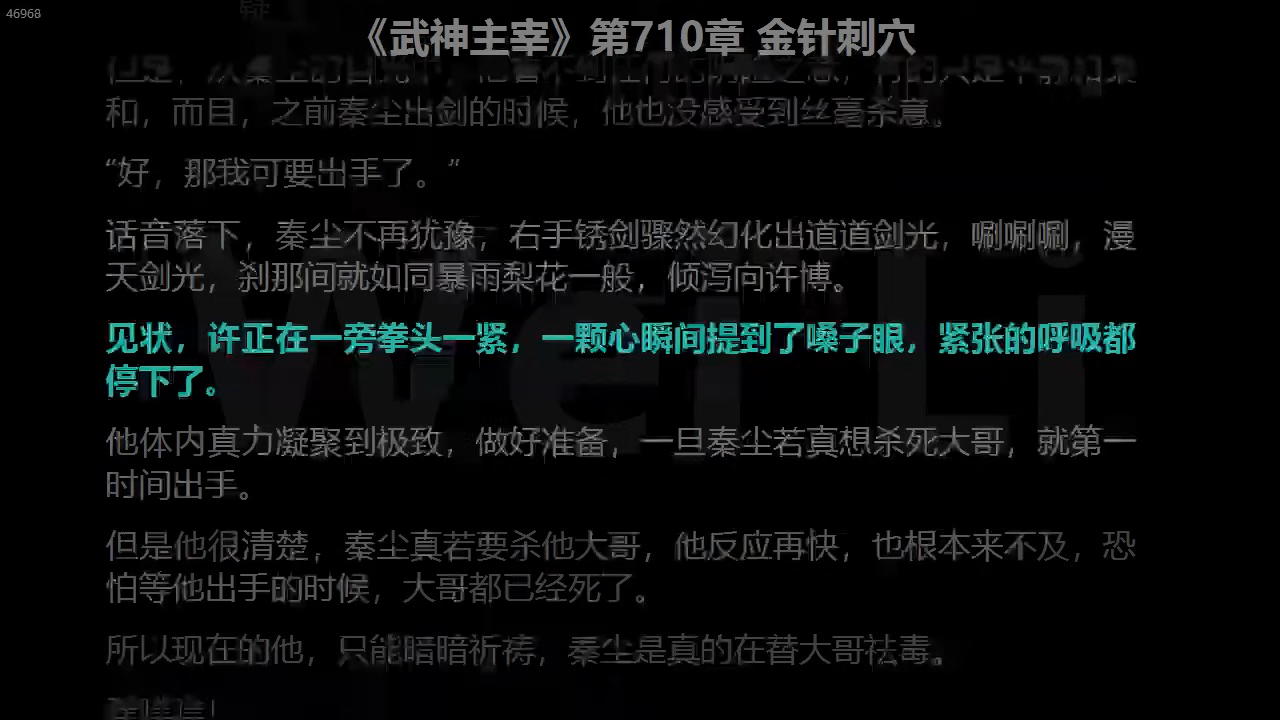 46968
《武神主宰》第710章 金针刺穴
和，而且，之前秦尘出剑的时候，他也没感受到丝毫杀意。
“好，那我可要出手了。”
话音落下，秦尘不再犹豫，右手锈剑骤然幻化出道道剑光，唰唰唰，漫
天剑光，刹那间就如同暴雨梨花一般，倾泻向许博。
见状，许正在一旁拳头一紧，一颗心瞬间提到了嗓子眼，紧张的呼吸都
停下了。
他体内真力凝聚到极致，做好准备，一旦秦尘若真想杀死大哥，就第一
时间出手。
但是他很清楚，秦尘真若要杀他大哥，他反应再快，也根本来不及，恐
怕等他出手的时候，大哥都已经死了。
所以现在的他，只能暗暗祈祷，秦尘是真的在替大哥祛毒。
Wei Li